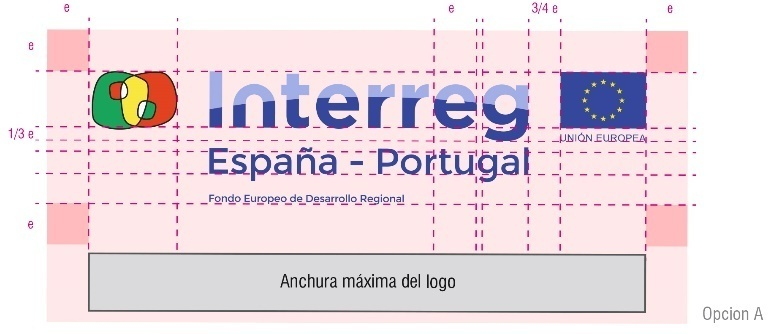 e e 3/4 e e
e
Interreg
UNIÓN EUROPEA
1/3 e
España - Portugal
Fondo Europeo de Desarrollo Regional
e
Anchura máxima del logo
Opcion A